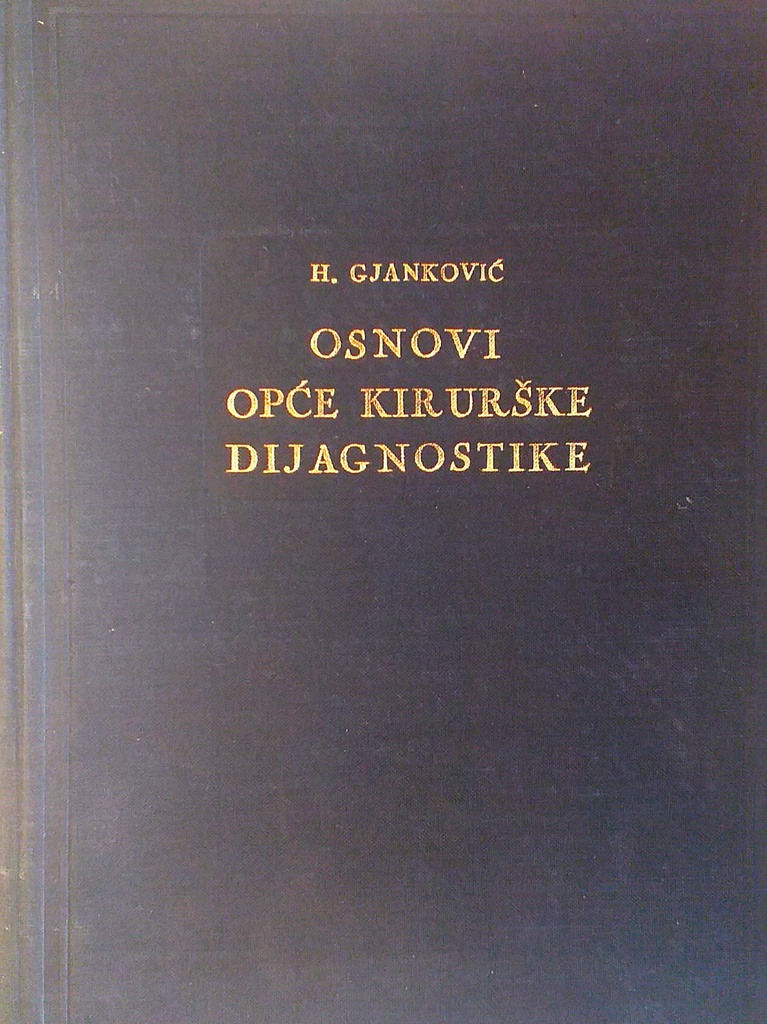 H. GJANKOVIĆ
OSNOVI
OPĆE KIRURŠKE
DIJAGNOSTIKE